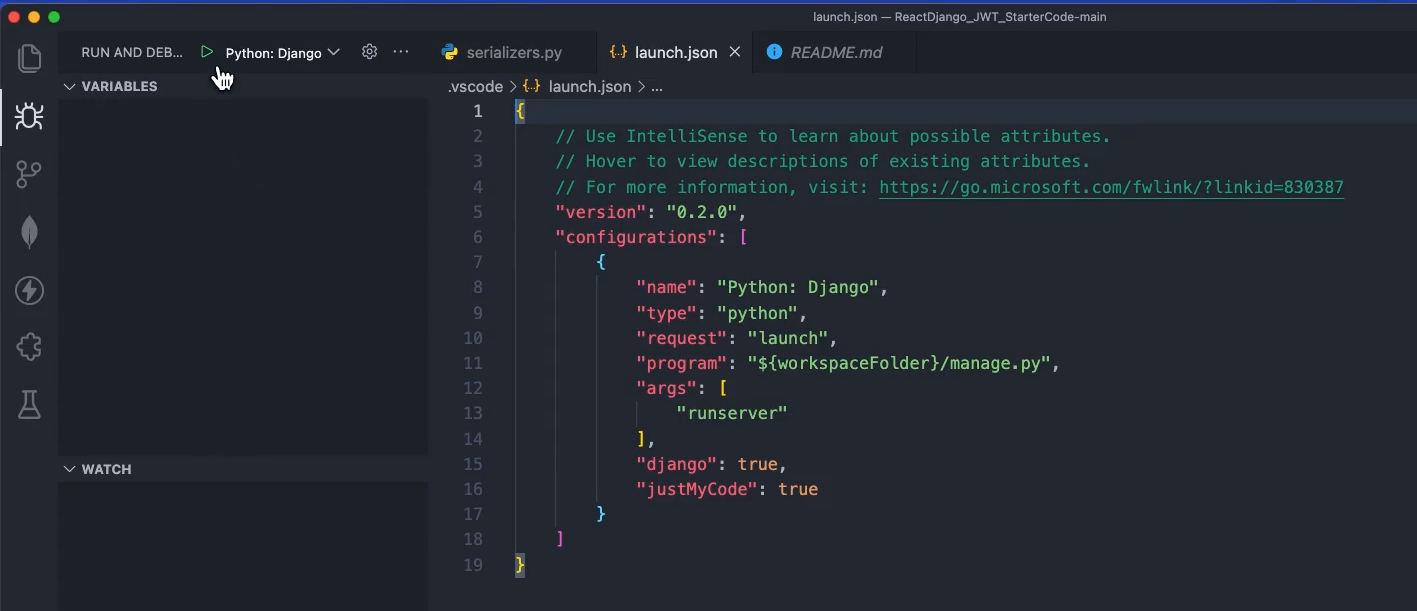 launch.json — ReactDjango_JWT_StarterCode-main
RUN AND DEB... Python: Django ... serializers.py {..} launch.json × README.md
VARIABLES
.vscode > {..} launch.json > ...
1 {
2 // Use IntelliSense to learn about possible attributes.
3 // Hover to view descriptions of existing attributes.
4 // For more information, visit: https://go.microsoft.com/fwlink/?linkid=830387
5 "version": "0.2.0",
6 "configurations": [
7 {
8 "name": "Python: Django",
9 "type": "python",
10 "request": "launch",
11 "program": "${workspaceFolder}/manage.py",
12 "args": [
13 "runserver"
14 ],
15 "django": true,
16 "justMyCode": true
17 }
18 ]
19 }
WATCH